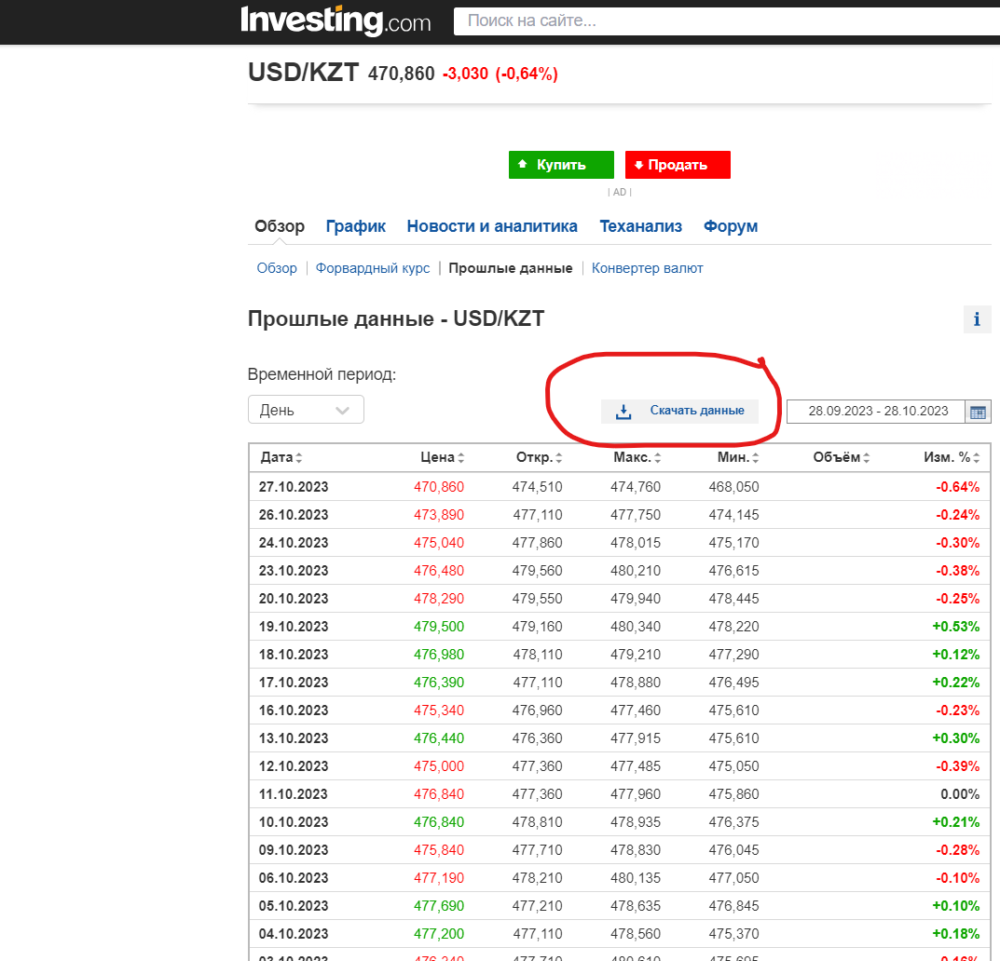 Investing.com Поиск на сайте...
USD/KZT 470,860 -3,030 (-0,64%)
Купить Продать
| AD |
Обзор График Новости и аналитика Теханализ Форум
Обзор | Форвардный курс | Прошлые данные | Конвертер валют
Прошлые данные - USD/KZT i
Временной период:
День Скачать данные 28.09.2023 - 28.10.2023
Дата Цена Откр. Макс. Мин. Объём Изм. %
27.10.2023 470,860 474,510 474,760 468,050 -0.64%
26.10.2023 473,890 477,110 477,750 474,145 -0.24%
24.10.2023 475,040 477,860 478,015 475,170 -0.30%
23.10.2023 476,480 479,560 480,210 476,615 -0.38%
20.10.2023 478,290 479,550 479,940 478,445 -0.25%
19.10.2023 479,500 479,160 480,340 478,220 +0.53%
18.10.2023 476,980 478,110 479,210 477,290 +0.12%
17.10.2023 476,390 477,110 478,880 476,495 +0.22%
16.10.2023 475,340 476,960 477,460 475,610 -0.23%
13.10.2023 476,440 476,360 477,915 475,610 +0.30%
12.10.2023 475,000 477,360 477,485 475,050 -0.39%
11.10.2023 476,840 477,360 477,960 475,860 0.00%
10.10.2023 476,840 478,810 478,935 476,375 +0.21%
09.10.2023 475,840 477,710 478,830 476,045 -0.28%
06.10.2023 477,190 478,210 480,135 477,050 -0.10%
05.10.2023 477,690 477,210 478,635 476,845 +0.10%
04.10.2023 477,200 477,110 478,560 475,370 +0.18%